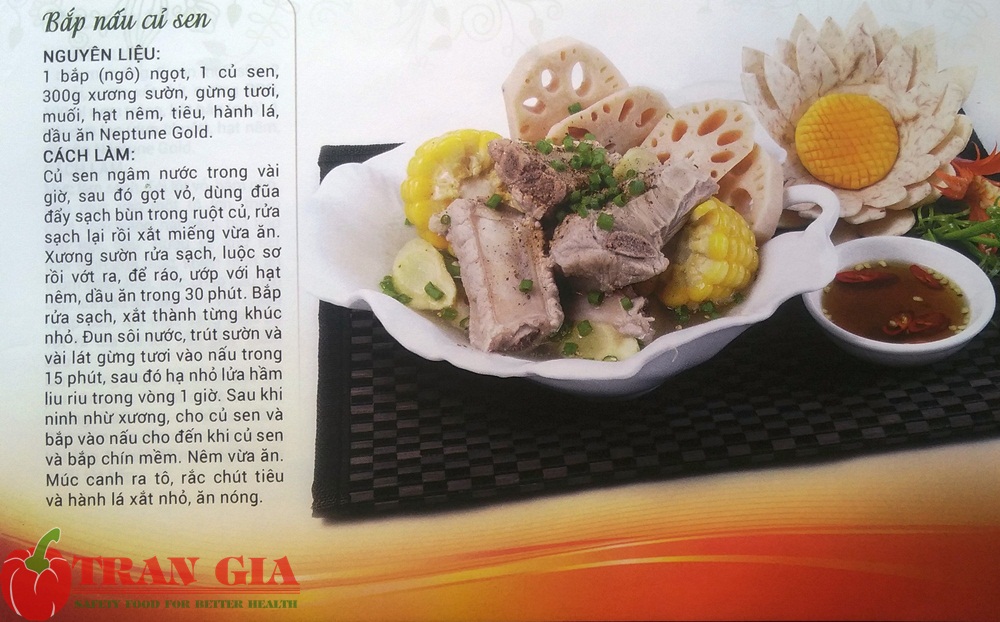 Bắp nấu củ sen
NGUYÊN LIỆU:
1 bắp (ngô) ngọt, 1 củ sen,
300g xương sườn, gừng tươi,
muối, hạt nêm, tiêu, hành lá,
dầu ăn Neptune Gold.
CÁCH LÀM:
Củ sen ngâm nước trong vài
giờ, sau đó gọt vỏ, dùng đũa
đẩy sạch bùn trong ruột củ, rửa
sạch lại rồi xắt miếng vừa ăn.
Xương sườn rửa sạch, luộc sơ
rồi vớt ra, để ráo, ướp với hạt
nêm, dầu ăn trong 30 phút. Bắp
rửa sạch, xắt thành từng khúc
nhỏ. Đun sôi nước, trút sườn và
vài lát gừng tươi vào nấu trong
15 phút, sau đó hạ nhỏ lửa hầm
liu riu trong vòng 1 giờ. Sau khi
ninh như xương, cho củ sen và
bắp vào nấu cho đến khi củ sen
và bắp chín mềm. Nêm vừa ăn.
Múc canh ra tô, rắc chút tiêu
và hành lá xắt nhỏ, ăn nóng.
TRAN GIA
SAFETY FOOD FOR BETTER HEALTH